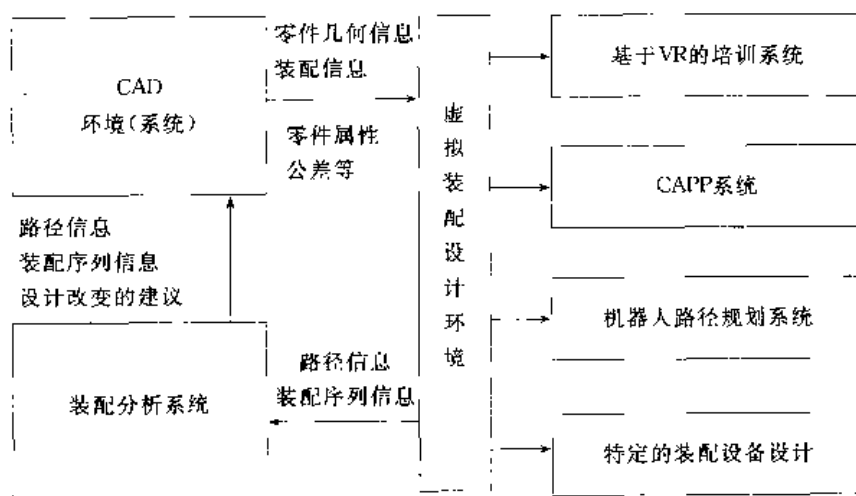 CAD
环境(系统)
零件几何信息
装配信息
零件属性
公差等
路径信息
装配序列信息
设计改变的建议
装配分析系统
路径信息
装配序列信息
虚拟装配设计环境
基于VR的培训系统
CAPP系统
机器人路径规划系统
特定的装配设备设计